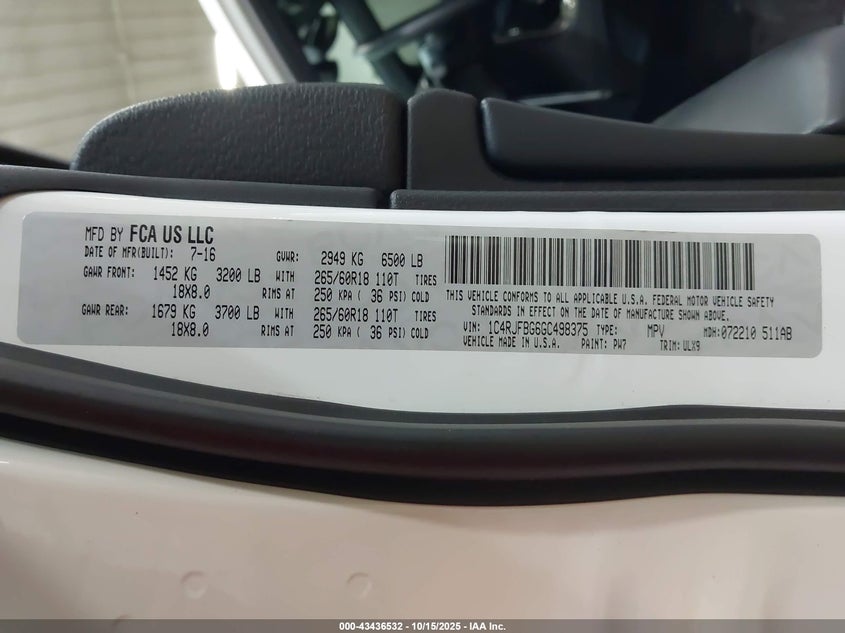 MFD BY FCA US LLC
DATE OF MFR(BUILT): 7-16 GVWR: 2949 KG 6500 LB
GAWR FRONT: 1452 KG 3200 LB WITH 265/60R18 110T TIRES
18X8.0 RIMS AT 250 KPA ( 36 PSI) COLD
GAWR REAR: 1679 KG 3700 LB WITH 265/60R18 110T TIRES
18X8.0 RIMS AT 250 KPA ( 36 PSI) COLD
THIS VEHICLE CONFORMS TO ALL APPLICABLE U.S.A. FEDERAL MOTOR VEHICLE SAFETY
STANDARDS IN EFFECT ON THE DATE OF MANUFACTURE SHOWN ABOVE.
VIN: 1C4RJFBG6GC498375 TYPE: MPV MDH:072210 511AB
VEHICLE MADE IN U.S.A. PAINT: PW7 TRIM: ULX9
000-43436532 - 10/15/2025 - IAA Inc.